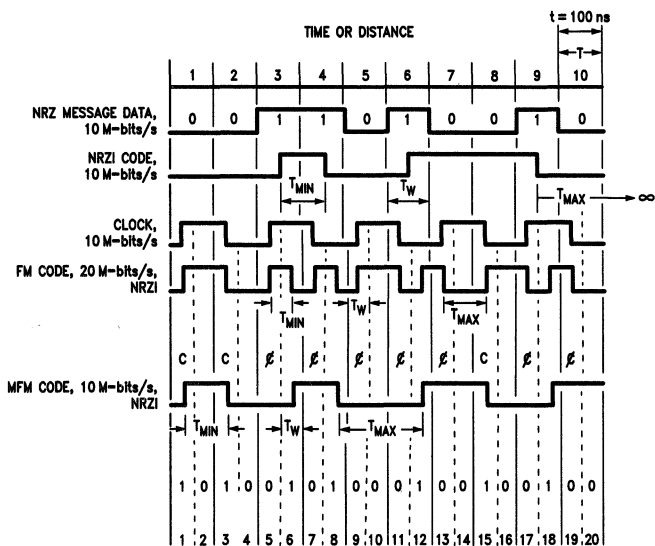 t = 100 ns
TIME OR DISTANCE
T
1 2 3 4 5 6 7 8 9 10
NRZ MESSAGE DATA,
10 M-bits/s
0 0 1 1 0 1 0 0 1 0
NRZI CODE,
10 M-bits/s
TMIN TW TMAX ∞
CLOCK,
10 M-bits/s
FM CODE, 20 M-bits/s,
NRZI
TMIN TW TMAX
C C ₵ ₵ ₵ ₵ ₵ C ₵ ₵
MFM CODE, 10 M-bits/s,
NRZI
TMIN TW TMAX
1 0 1 0 0 1 0 1 0 0 0 1 0 0 1 0 0 1 0 0
1 2 3 4 5 6 7 8 9 10 11 12 13 14 15 16 17 18 19 20